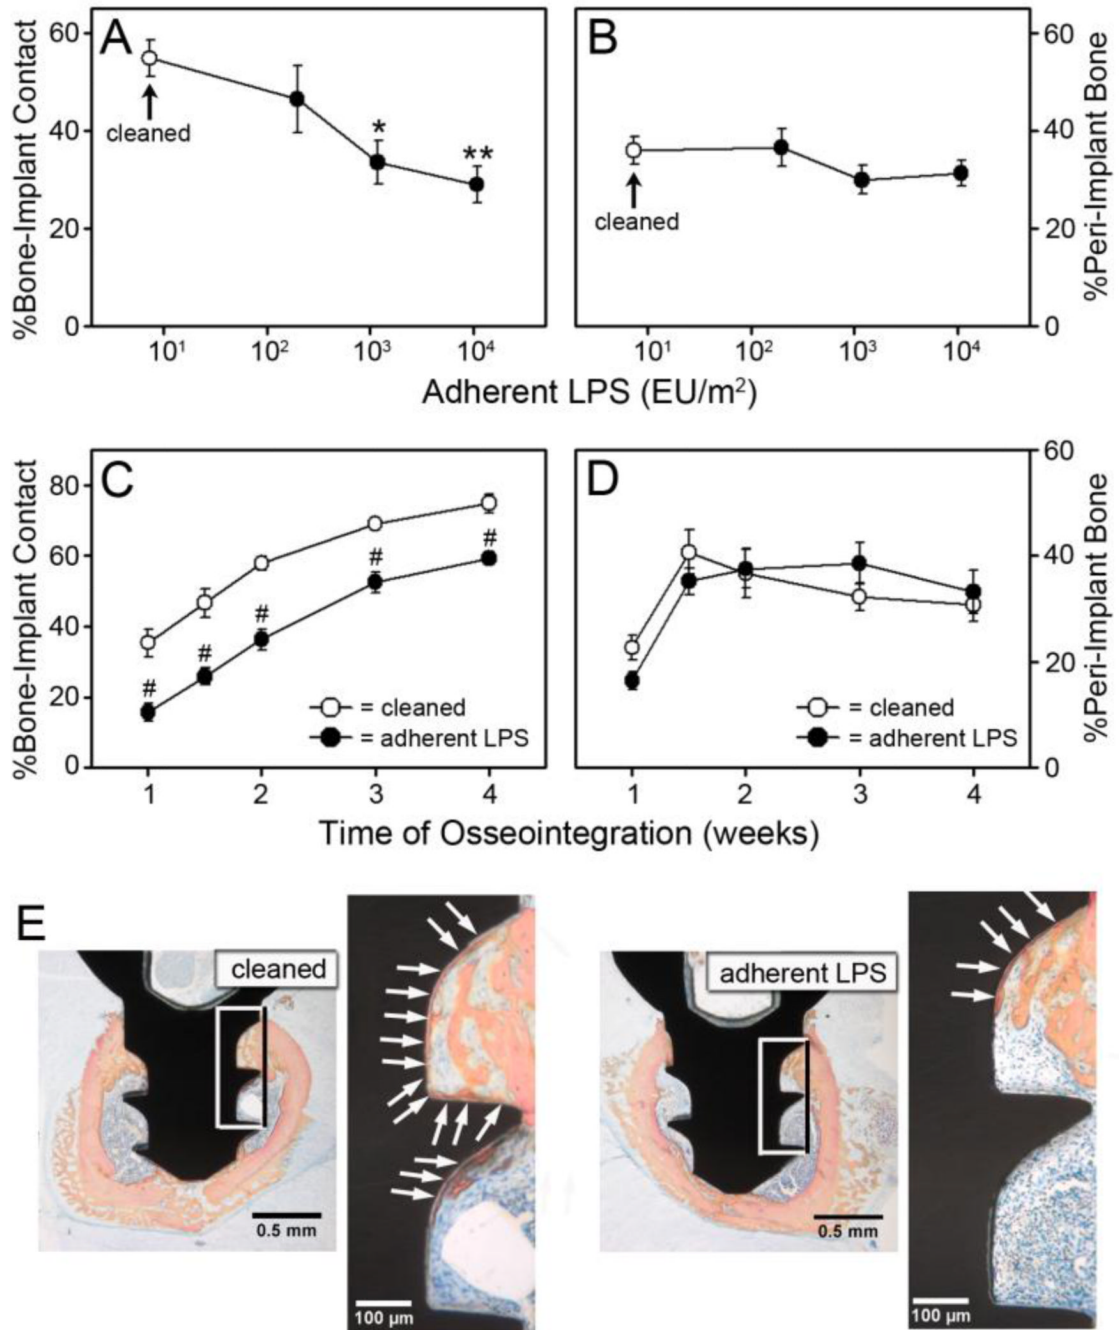 A
B
%Bone-Implant Contact
60
40
20
0
cleaned
*
**
10¹
10²
10³
10⁴
cleaned
10¹
10²
10³
10⁴
60
40
20
0
%Peri-Implant Bone
Adherent LPS (EU/m²)
C
D
%Bone-Implant Contact
80
60
40
20
0
#
#
#
#
#
= cleaned
= adherent LPS
1
2
3
4
= cleaned
= adherent LPS
1
2
3
4
60
40
20
0
%Peri-Implant Bone
Time of Osseointegration (weeks)
E
cleaned
0.5 mm
100 µm
adherent LPS
0.5 mm
100 µm